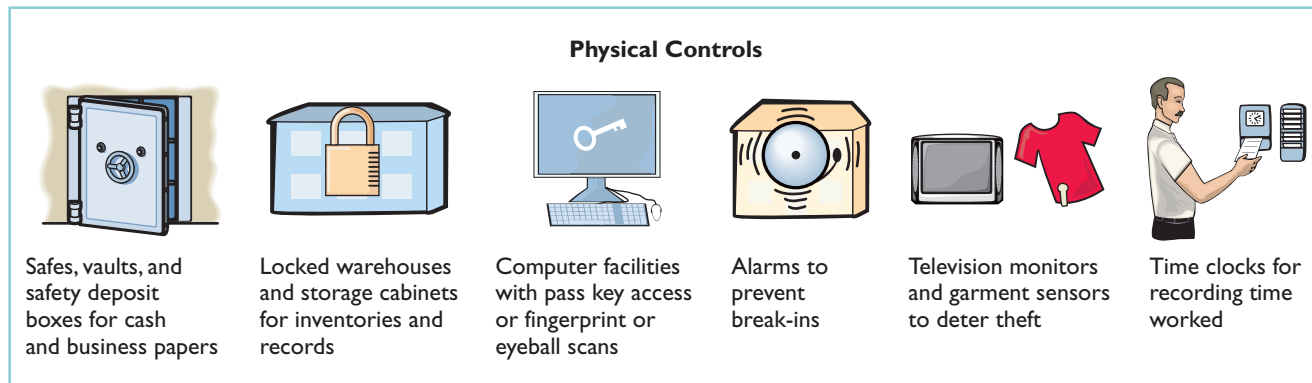 Physical Controls
Safes, vaults, and
safety deposit
boxes for cash
and business papers
Locked warehouses
and storage cabinets
for inventories and
records
Computer facilities
with pass key access
or fingerprint or
eyeball scans
Alarms to
prevent
break-ins
Television monitors
and garment sensors
to deter theft
Time clocks for
recording time
worked